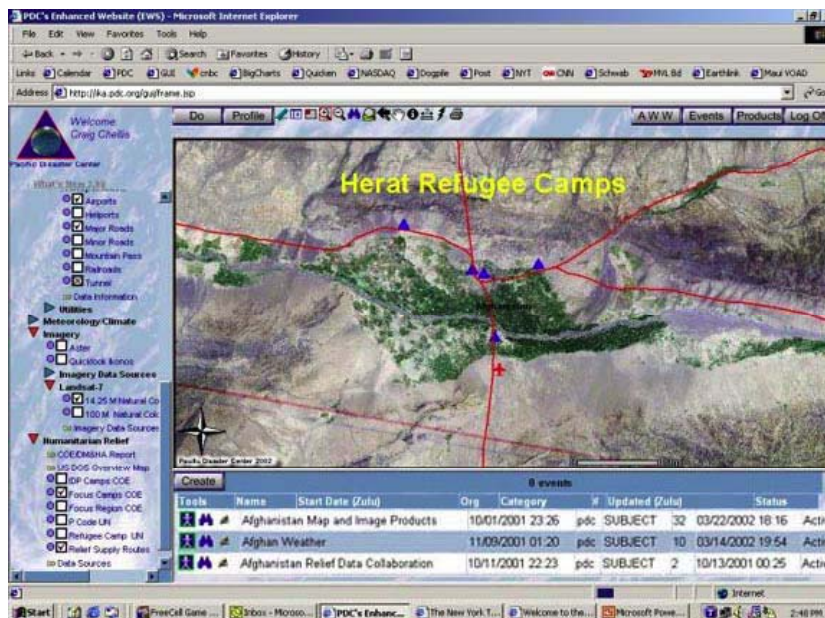 PDC's Enhanced Website (EWS) - Microsoft Internet Explorer
File Edit View Favorites Tools Help
Back Search Favorites History
Links Calendar PDC GUI cnbc BigCharts Quicken NASDAQ Dogpile Post NYT CNN Schwab MVL Bd Earthlink Maui VOAD
Address http://ika.pdc.org/gui/frame.jsp Go
Welcome: Craig Chellis
Pacific Disaster Center
Do Profile A W W Events Products Log Off
What's New
Airports
Heliports
Major Roads
Minor Roads
Mountain Pass
Railroads
Tunnel
Data Information
Utilities
Meteorology/Climate
Imagery
Aster
Quicklook Ikonos
Imagery Data Sources
Landsat-7
14.25 M Natural Co
100 M Natural Colo
Imagery Data Sources
Humanitarian Relief
COE/DMSHA Report
US DOS Overview Map
IDP Camps COE
Focus Camps COE
Focus Region COE
P Code UN
Refugee Camp UN
Relief Supply Routes
Data Sources
Herat Refugee Camps
Pacific Disaster Center 2002
Create 8 events
Tools Name Start Date (Zulu) Org Category # Updated (Zulu) Status
Afghanistan Map and Image Products 10/01/2001 23:26 pdc SUBJECT 32 03/22/2002 18:16 Acti
Afghan Weather 11/09/2001 01:20 pdc SUBJECT 10 03/14/2002 19:54 Acti
Afghanistan Relief Data Collaboration 10/11/2001 22:23 pdc SUBJECT 2 10/13/2001 00:25 Acti
Internet
Start FreeCell Game ... Inbox - Microso... PDC's Enhanc... The New York T... Welcome to the... Microsoft Powe... 2:48 PM